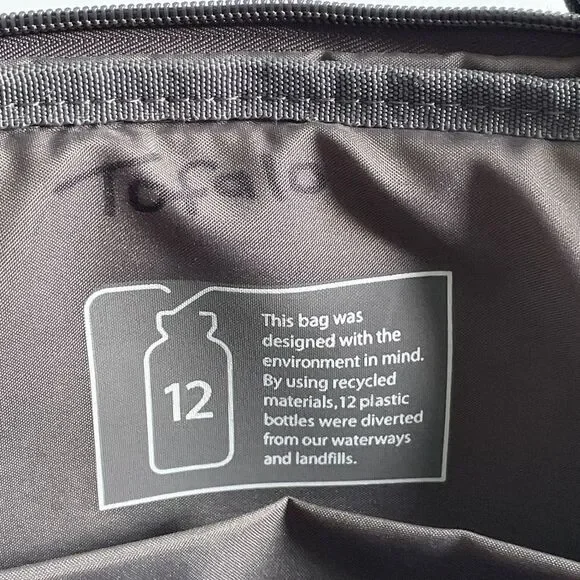 Tofalo
12
This bag was
designed with the
environment in mind.
By using recycled
materials, 12 plastic
bottles were diverted
from our waterways
and landfills.